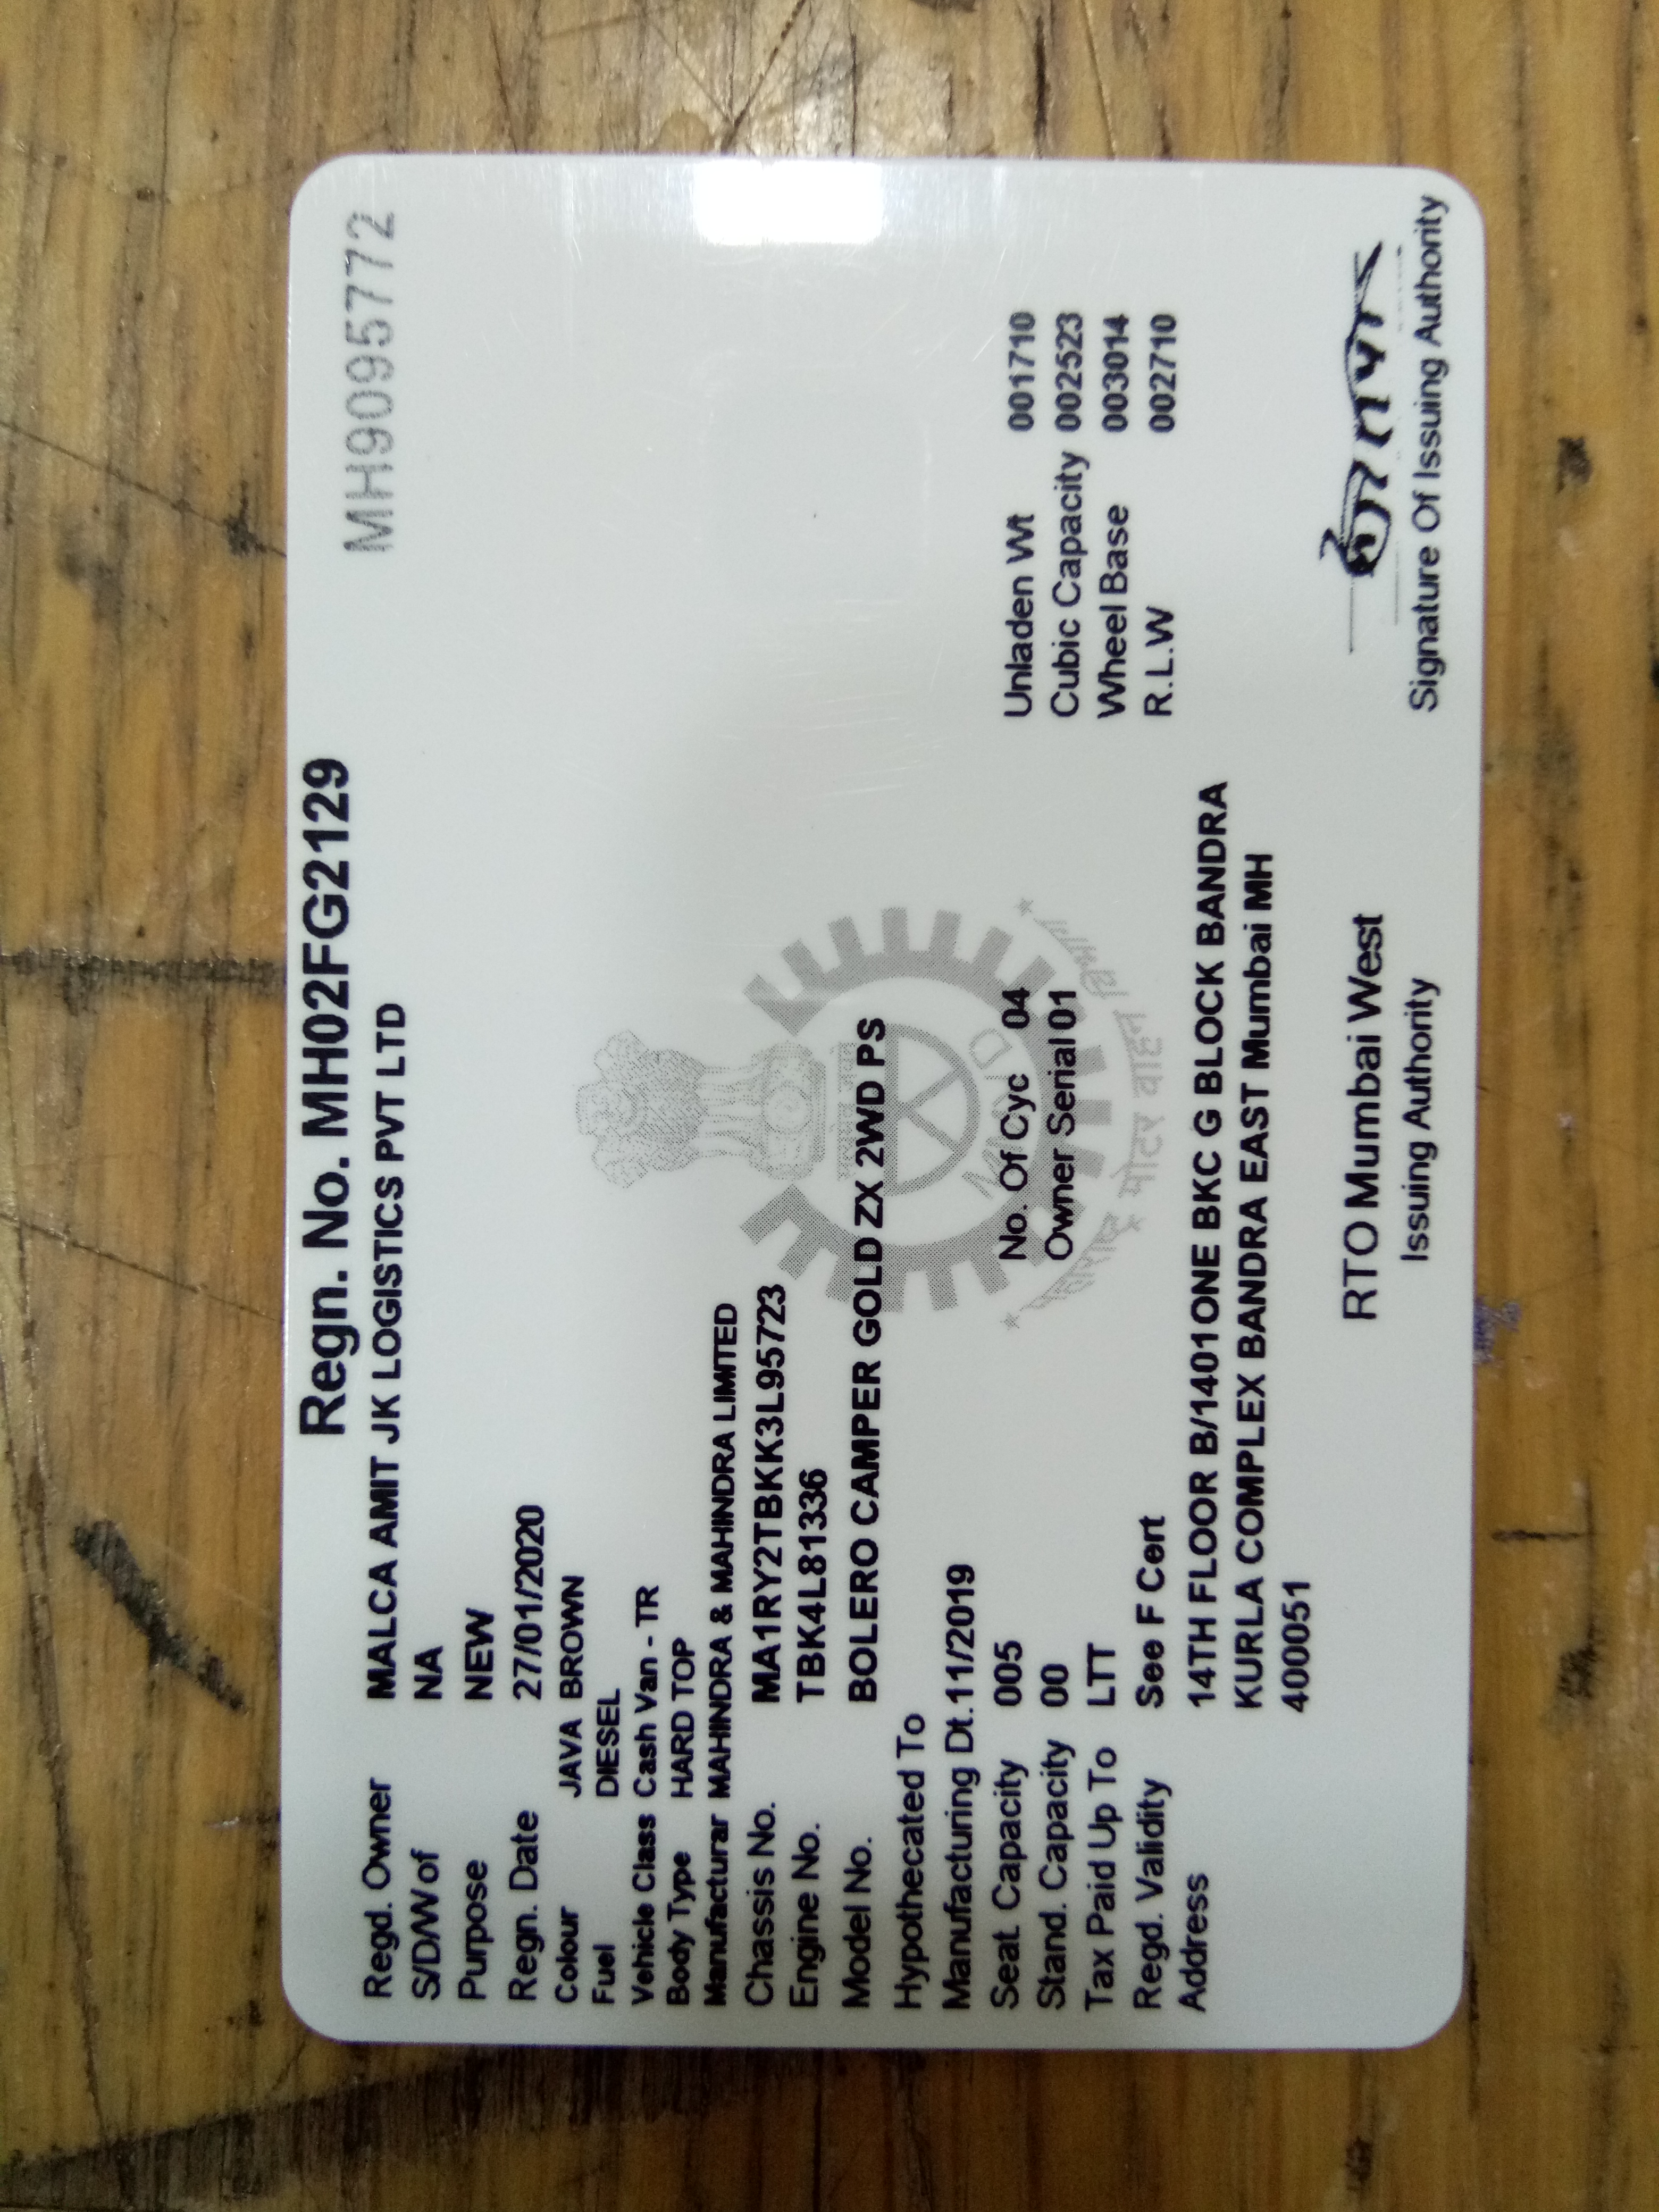 Regn. No. MH02FG2129
MH9095772
Regd. Owner MALCA AMIT JK LOGISTICS PVT LTD
S/D/W of NA
Purpose NEW
Regn. Date 27/01/2020
Colour JAVA BROWN
Fuel DIESEL
Vehicle Class Cash Van - TR
Body Type HARD TOP
Manufacturar MAHINDRA & MAHINDRA LIMITED
Chassis No. MA1RY2TBKK3L95723
Engine No. TBK4L81336
Model No. BOLERO CAMPER GOLD ZX 2WD PS
Hypothecated To
Manufacturing Dt. 11/2019
Seat Capacity 005 No. Of Cyc 04 Unladen Wt 001710
Stand. Capacity 00 Owner Serial 01 Cubic Capacity 002523
Tax Paid Up To LTT Wheel Base 003014
Regd. Validity See F Cert R.L.W 002710
Address 14TH FLOOR B/1401 ONE BKC G BLOCK BANDRA
KURLA COMPLEX BANDRA EAST Mumbai MH
400051
RTO Mumbai West
Issuing Authority
Signature Of Issuing Authority
सत्यमेव जयते
M V D
महाराष्ट्र मोटर वाहन विभाग